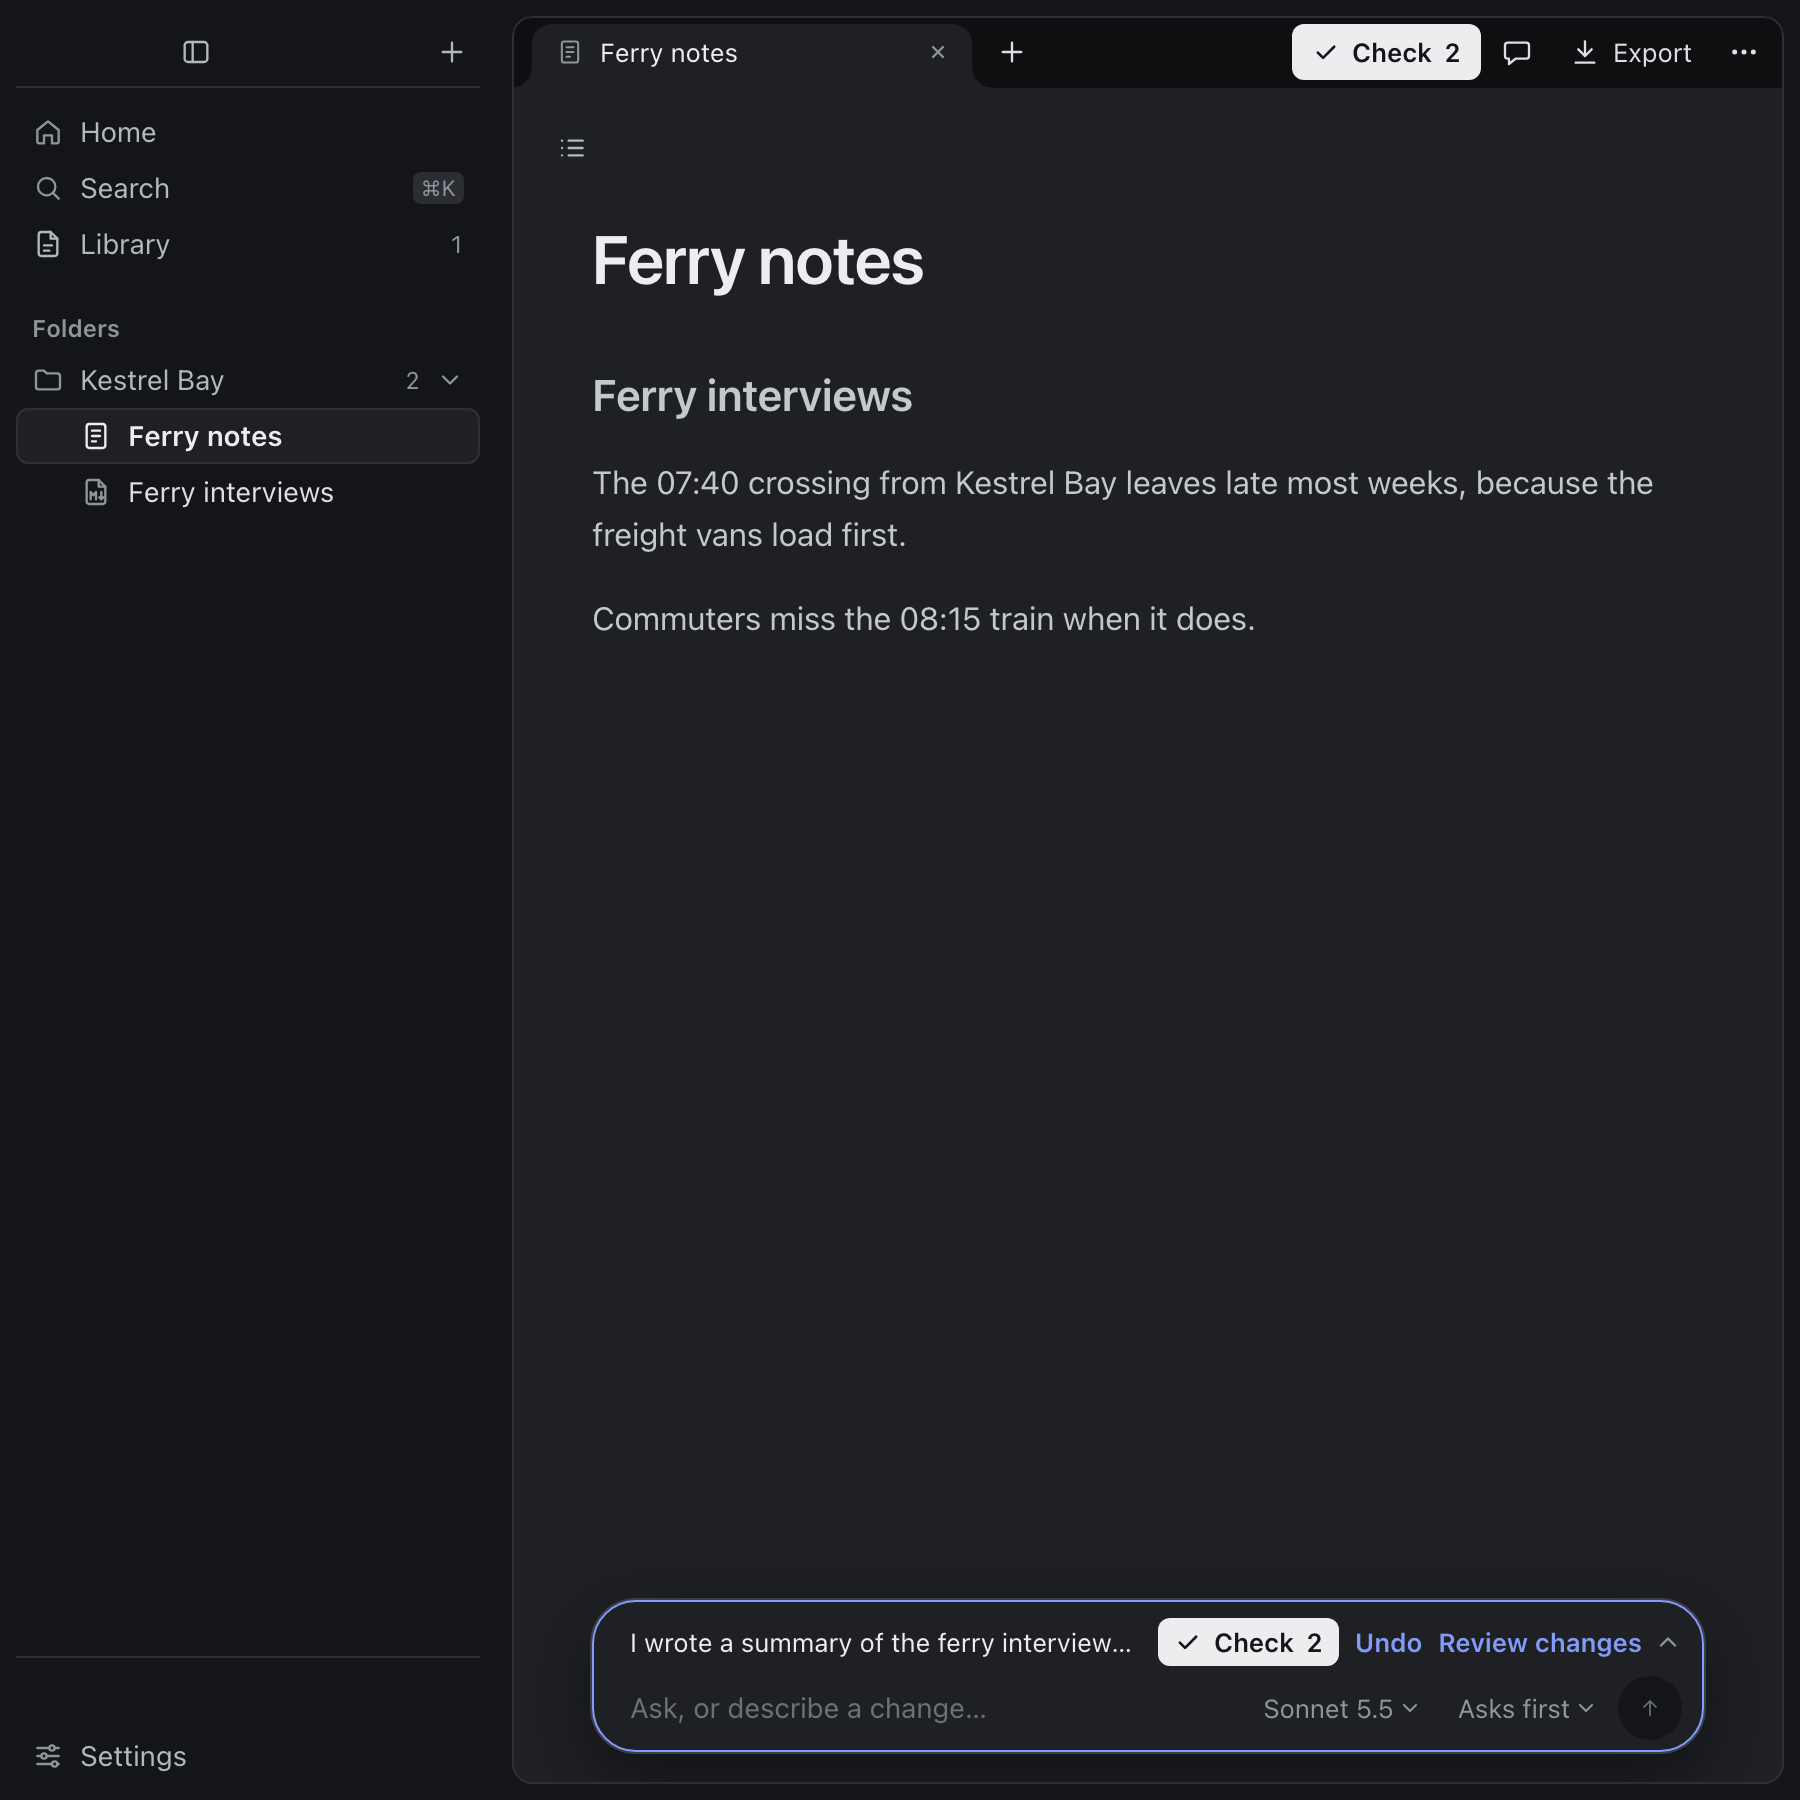 Ferry notes
Check 2
Export
Home
Search ⌘K
Library 1
Folders
Kestrel Bay 2
Ferry notes
Ferry interviews
Ferry notes
Ferry interviews
The 07:40 crossing from Kestrel Bay leaves late most weeks, because the
freight vans load first.
Commuters miss the 08:15 train when it does.
I wrote a summary of the ferry interview... Check 2 Undo Review changes
Ask, or describe a change... Sonnet 5.5 Asks first
Settings